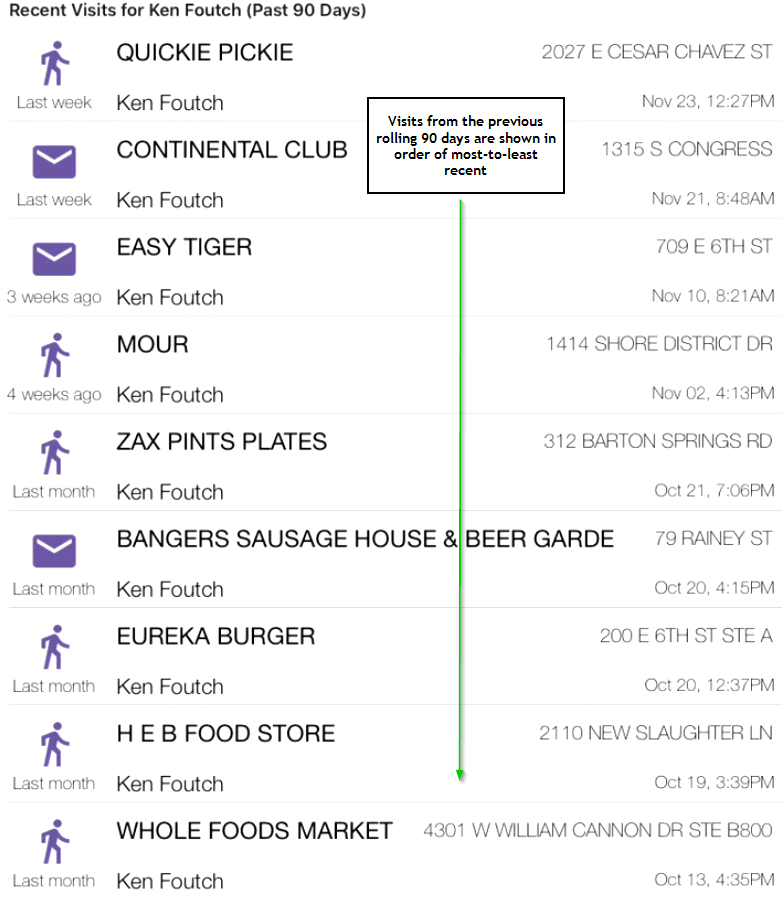 Recent Visits for Ken Foutch (Past 90 Days)
QUICKIE PICKIE 2027 E CESAR CHAVEZ ST
Last week Ken Foutch Nov 23, 12:27PM
Visits from the previous
rolling 90 days are shown in
order of most-to-least
recent
CONTINENTAL CLUB 1315 S CONGRESS
Last week Ken Foutch Nov 21, 8:48AM
EASY TIGER 709 E 6TH ST
3 weeks ago Ken Foutch Nov 10, 8:21AM
MOUR 1414 SHORE DISTRICT DR
4 weeks ago Ken Foutch Nov 02, 4:13PM
ZAX PINTS PLATES 312 BARTON SPRINGS RD
Last month Ken Foutch Oct 21, 7:06PM
BANGERS SAUSAGE HOUSE & BEER GARDE 79 RAINEY ST
Last month Ken Foutch Oct 20, 4:15PM
EUREKA BURGER 200 E 6TH ST STE A
Last month Ken Foutch Oct 20, 12:37PM
H E B FOOD STORE 2110 NEW SLAUGHTER LN
Last month Ken Foutch Oct 19, 3:39PM
WHOLE FOODS MARKET 4301 W WILLIAM CANNON DR STE B800
Last month Ken Foutch Oct 13, 4:35PM